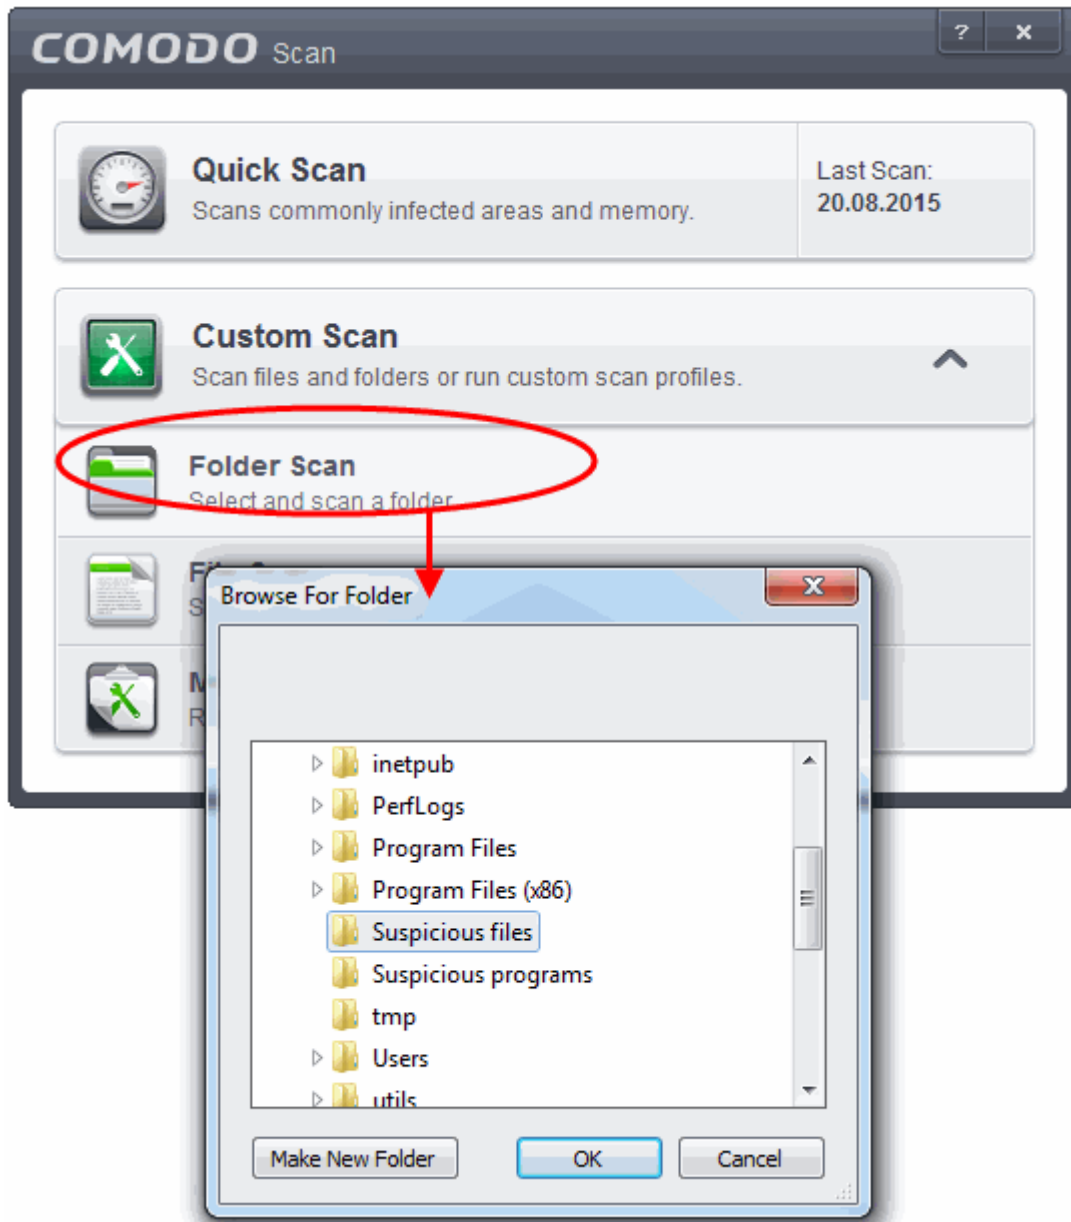 COMODO Scan
?
Quick Scan
Scans commonly infected areas and memory.
Last Scan:
20.08.2015
Custom Scan
Scan files and folders or run custom scan profiles.
Folder Scan
Select and scan a folder
Browse For Folder
inetpub
PerfLogs
Program Files
Program Files (x86)
Suspicious files
Suspicious programs
tmp
Users
utils
Make New Folder
OK
Cancel